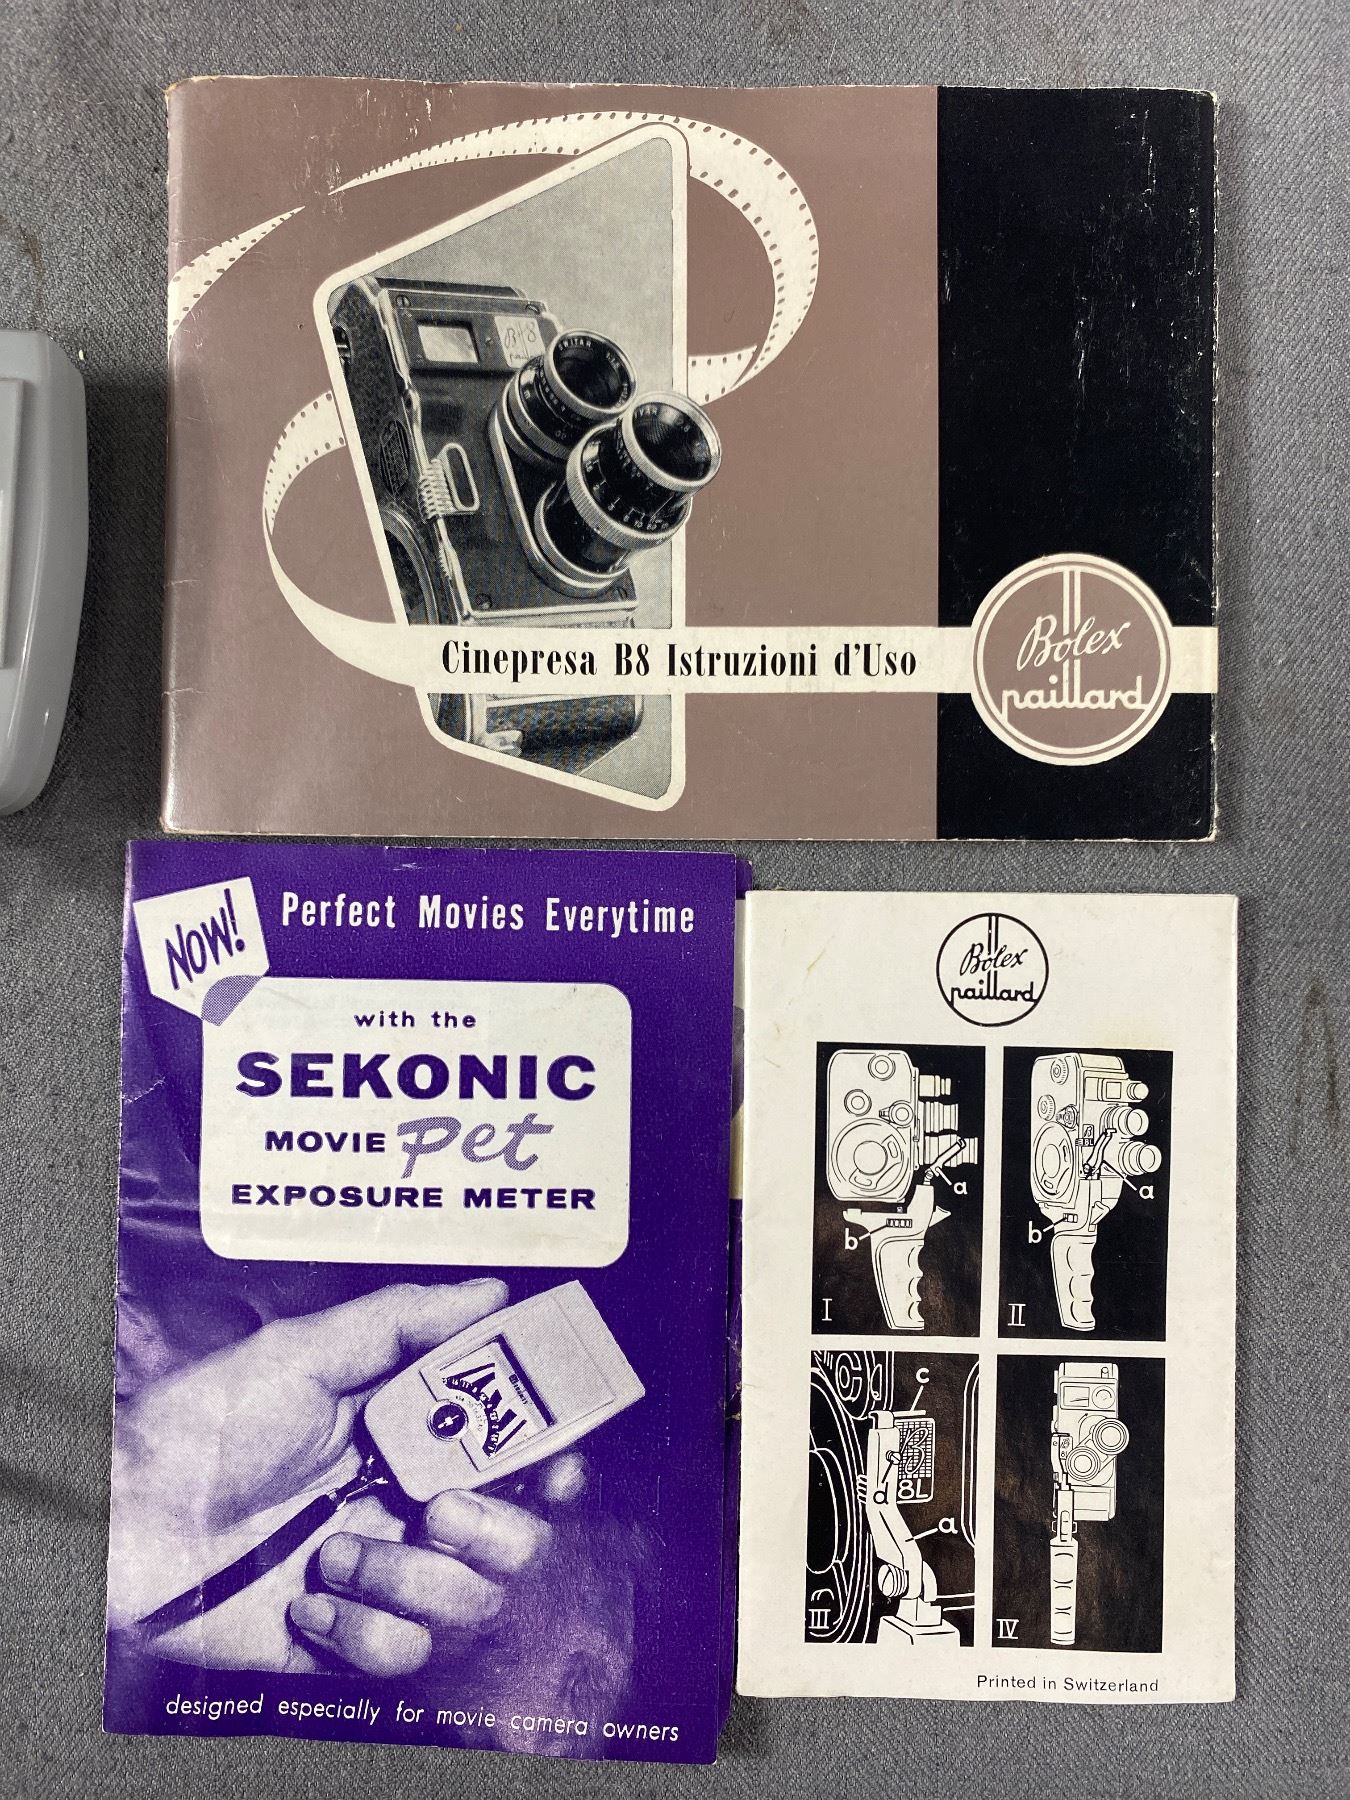 B8
SWITAR
Cinepresa B8 Istruzioni d'Uso
Bolex
paillard
NOW!
Perfect Movies Everytime
with the
SEKONIC
MOVIE Pet
EXPOSURE METER
designed especially for movie camera owners
Bolex
paillard
a
b
I
a
b
II
c
B
d
8L
a
III
IV
Printed in Switzerland